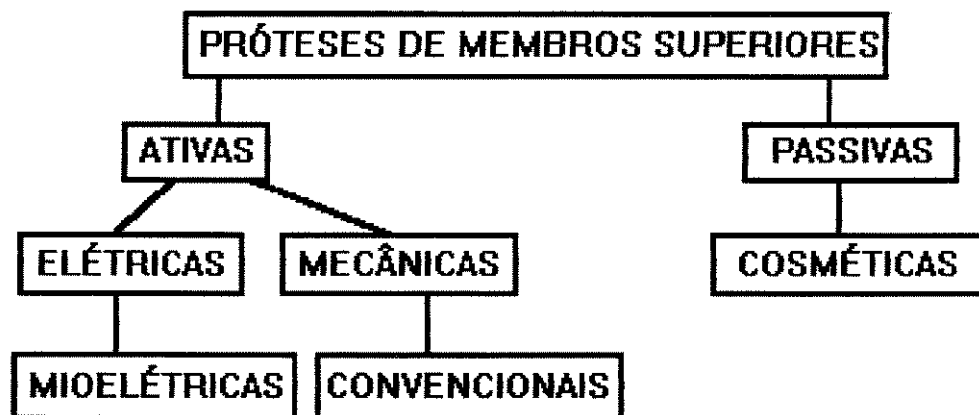 PRÓTESES DE MEMBROS SUPERIORES
ATIVAS
PASSIVAS
ELÉTRICAS
MECÂNICAS
COSMÉTICAS
MIOELÉTRICAS
CONVENCIONAIS